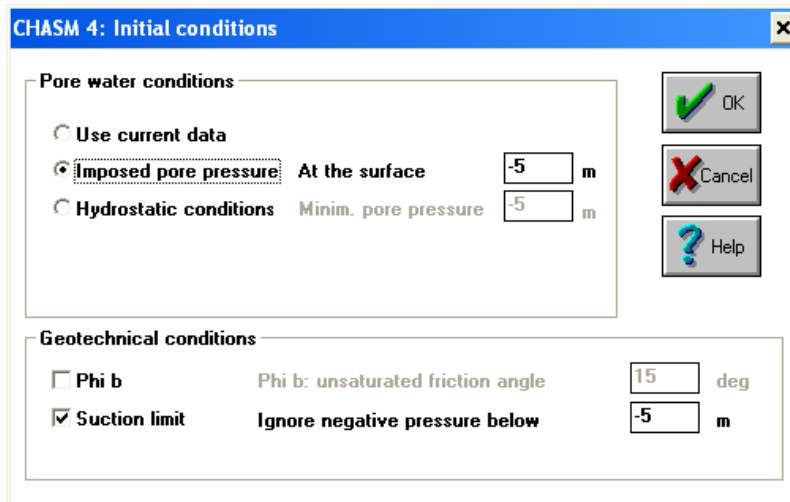 CHASM 4: Initial conditions
Pore water conditions
Use current data
Imposed pore pressure At the surface -5 m
Hydrostatic conditions Minim. pore pressure -5 m
OK
Cancel
Help
Geotechnical conditions
Phi b Phi b: unsaturated friction angle 15 deg
Suction limit Ignore negative pressure below -5 m